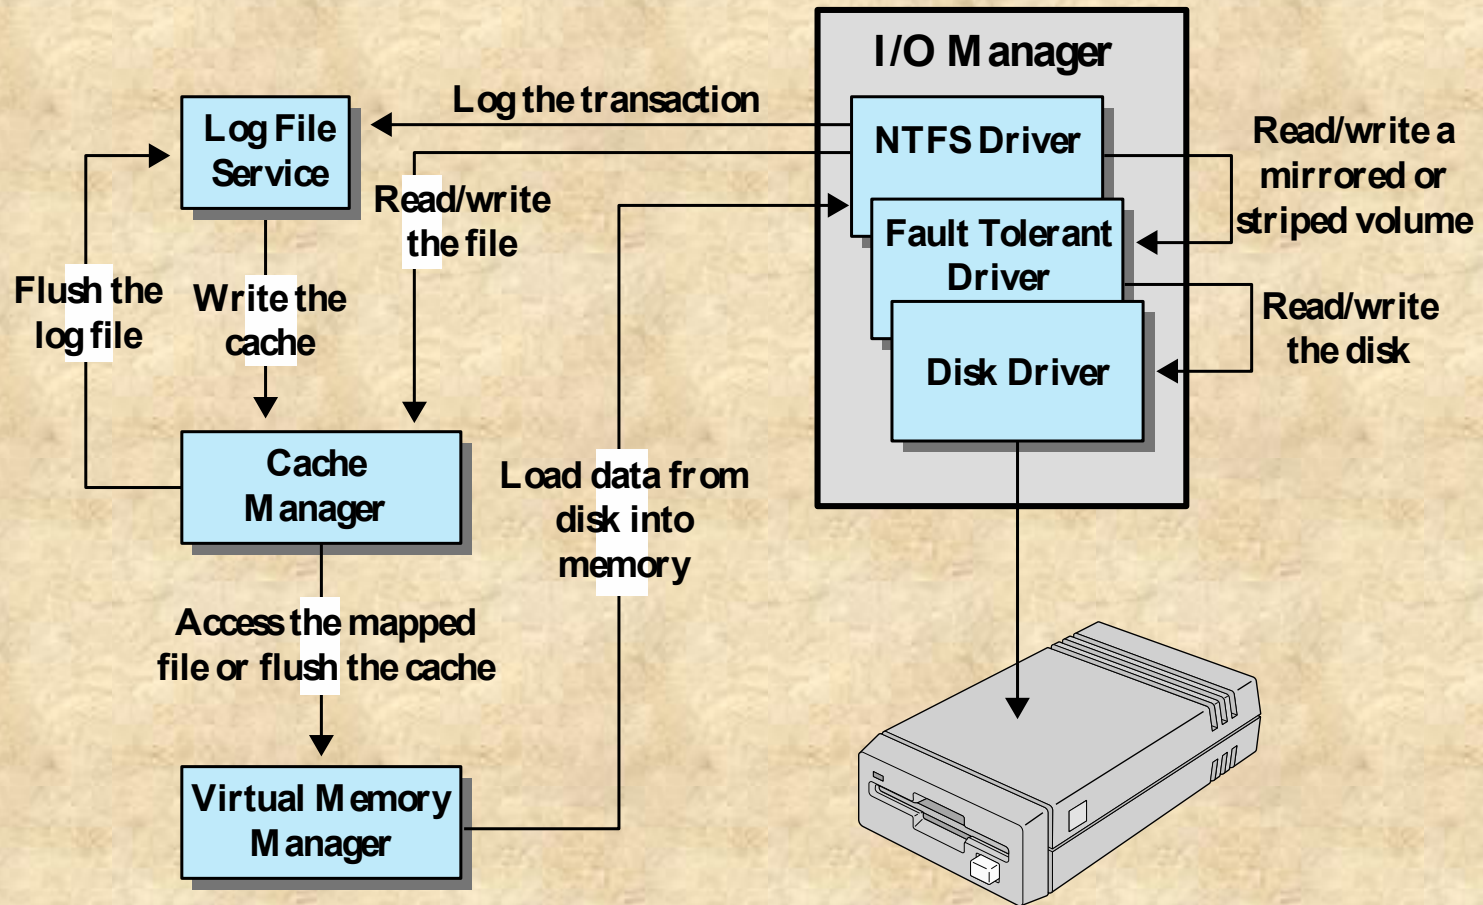 I/O Manager
Log the transaction
Log File
Service
NTFS Driver
Read/write a
mirrored or
striped volume
Read/write
the file
Fault Tolerant
Driver
Flush the
log file
Write the
cache
Read/write
the disk
Disk Driver
Cache
Manager
Load data from
disk into
memory
Access the mapped
file or flush the cache
Virtual Memory
Manager